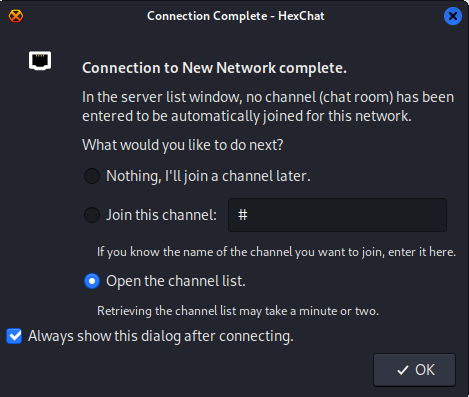 Connection Complete - HexChat
Connection to New Network complete.
In the server list window, no channel (chat room) has been
entered to be automatically joined for this network.
What would you like to do next?
Nothing, I'll join a channel later.
Join this channel: #
If you know the name of the channel you want to join, enter it here.
Open the channel list.
Retrieving the channel list may take a minute or two.
Always show this dialog after connecting.
OK